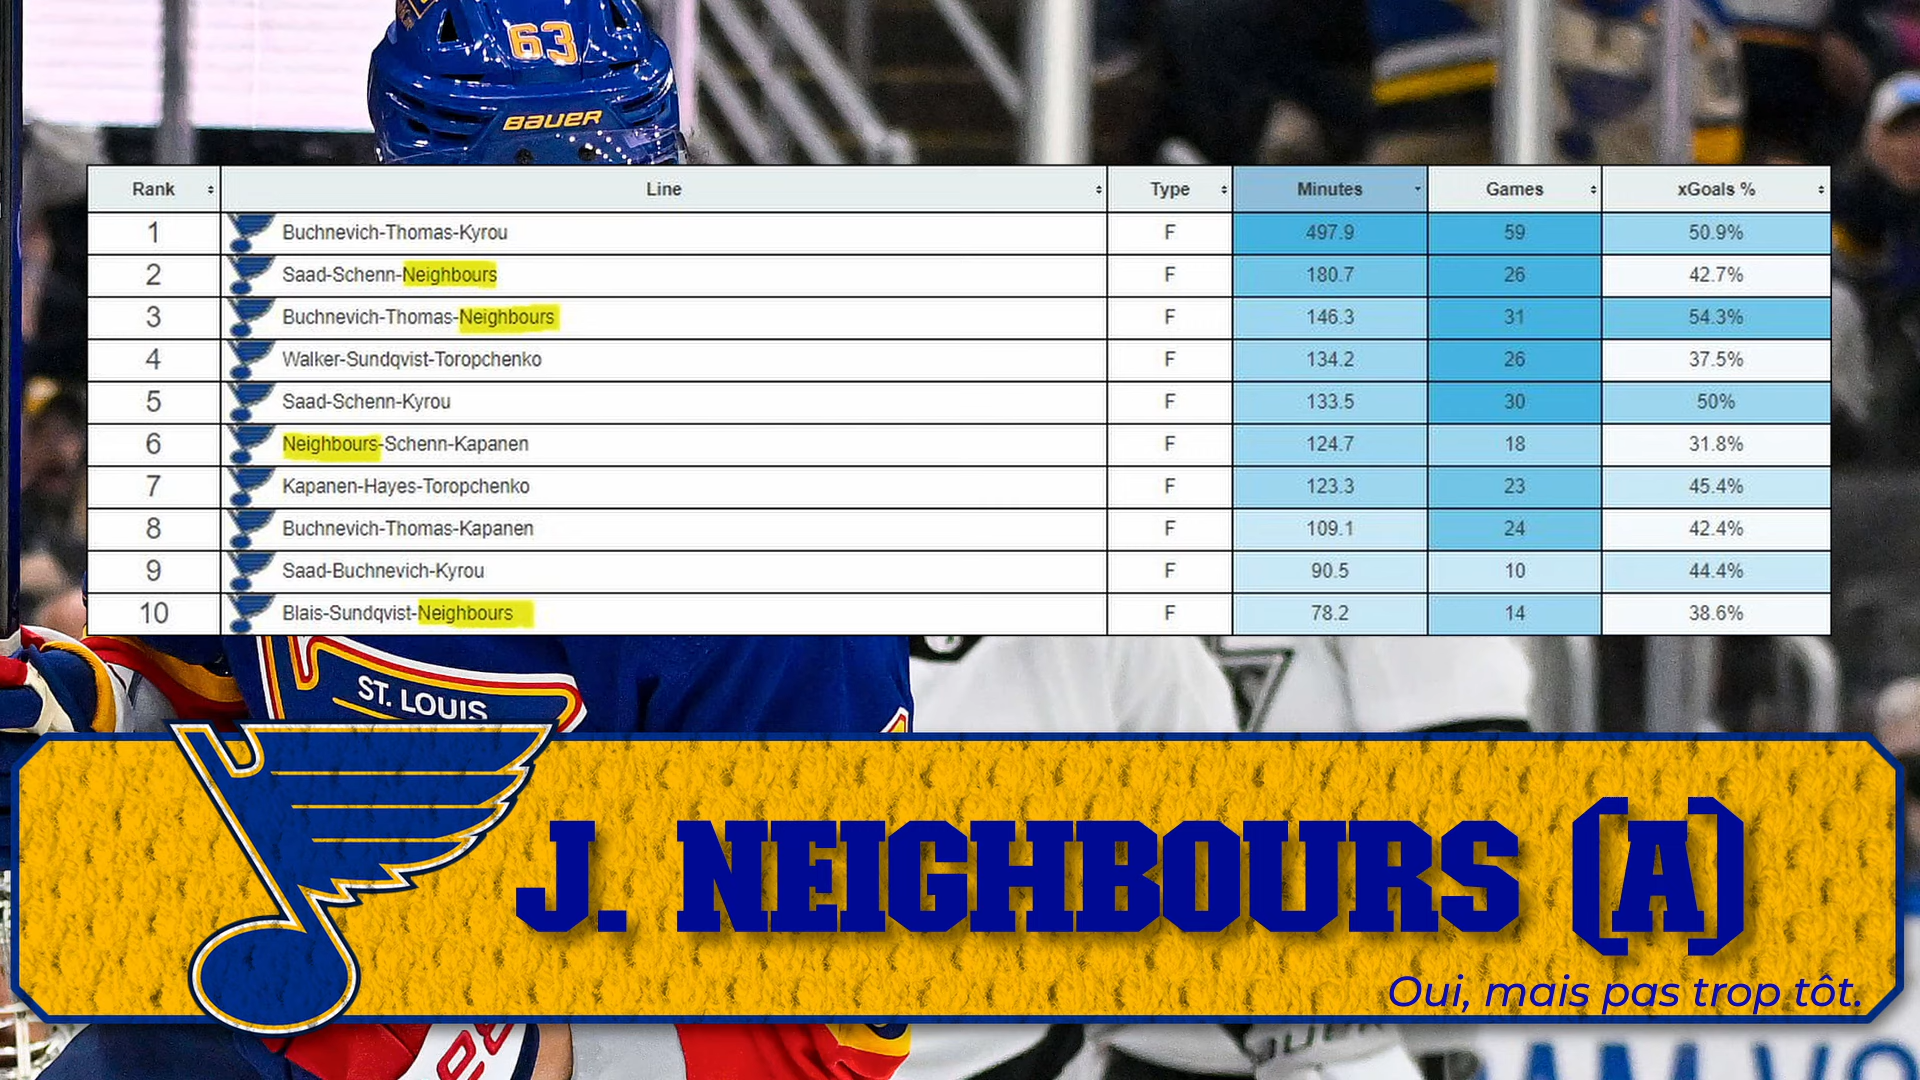 63
BAUER
Rank Line Type Minutes Games xGoals %
1 Buchnevich-Thomas-Kyrou F 497.9 59 50.9%
2 Saad-Schenn-Neighbours F 180.7 26 42.7%
3 Buchnevich-Thomas-Neighbours F 146.3 31 54.3%
4 Walker-Sundqvist-Toropchenko F 134.2 26 37.5%
5 Saad-Schenn-Kyrou F 133.5 30 50%
6 Neighbours-Schenn-Kapanen F 124.7 18 31.8%
7 Kapanen-Hayes-Toropchenko F 123.3 23 45.4%
8 Buchnevich-Thomas-Kapanen F 109.1 24 42.4%
9 Saad-Buchnevich-Kyrou F 90.5 10 44.4%
10 Blais-Sundqvist-Neighbours F 78.2 14 38.6%
ST. LOUIS
J. NEIGHBOURS (A)
Oui, mais pas trop tôt.